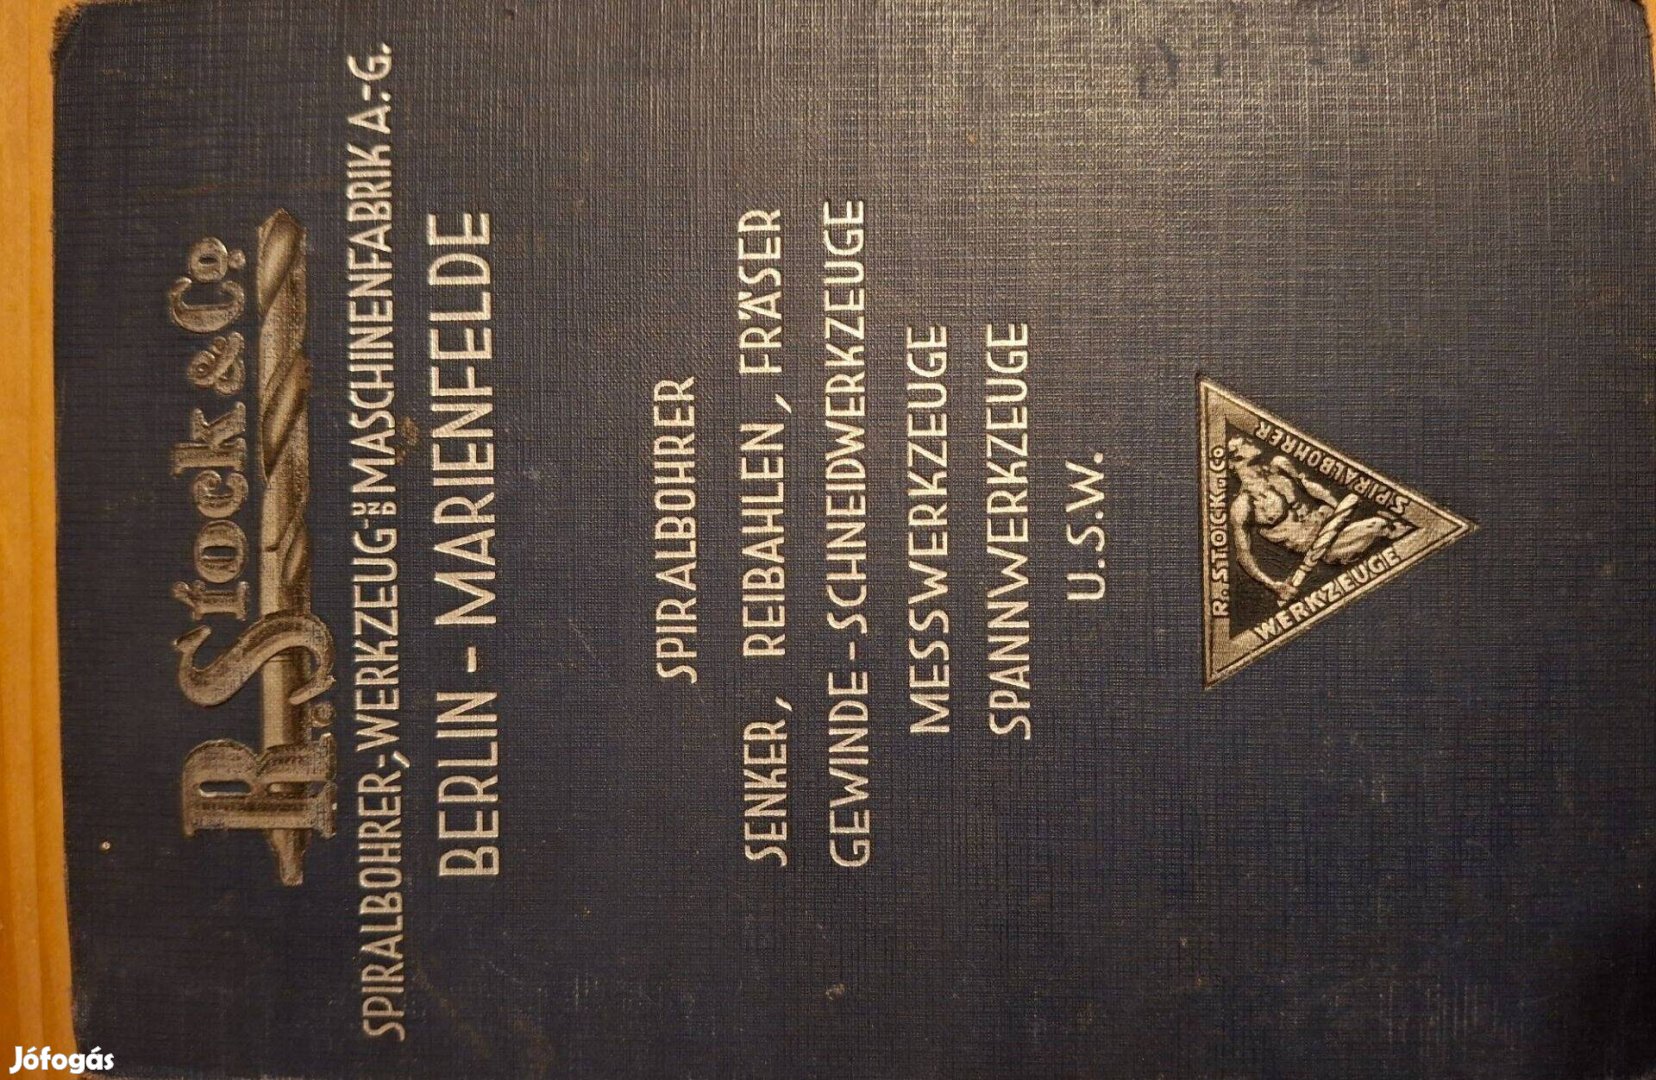 R. Stock & Co.
SPIRALBOHRER-, WERKZEUG- UND MASCHINENFABRIK A.-G.
BERLIN - MARIENFELDE
SPIRALBOHRER
SENKER, REIBAHLEN, FRÄSER
GEWINDE-SCHNEIDWERKZEUGE
MESSWERKZEUGE
SPANNWERKZEUGE
U.S.W.
R. STOCK & Co
WERKZEUGE
SPIRALBOHRER
Jófogás